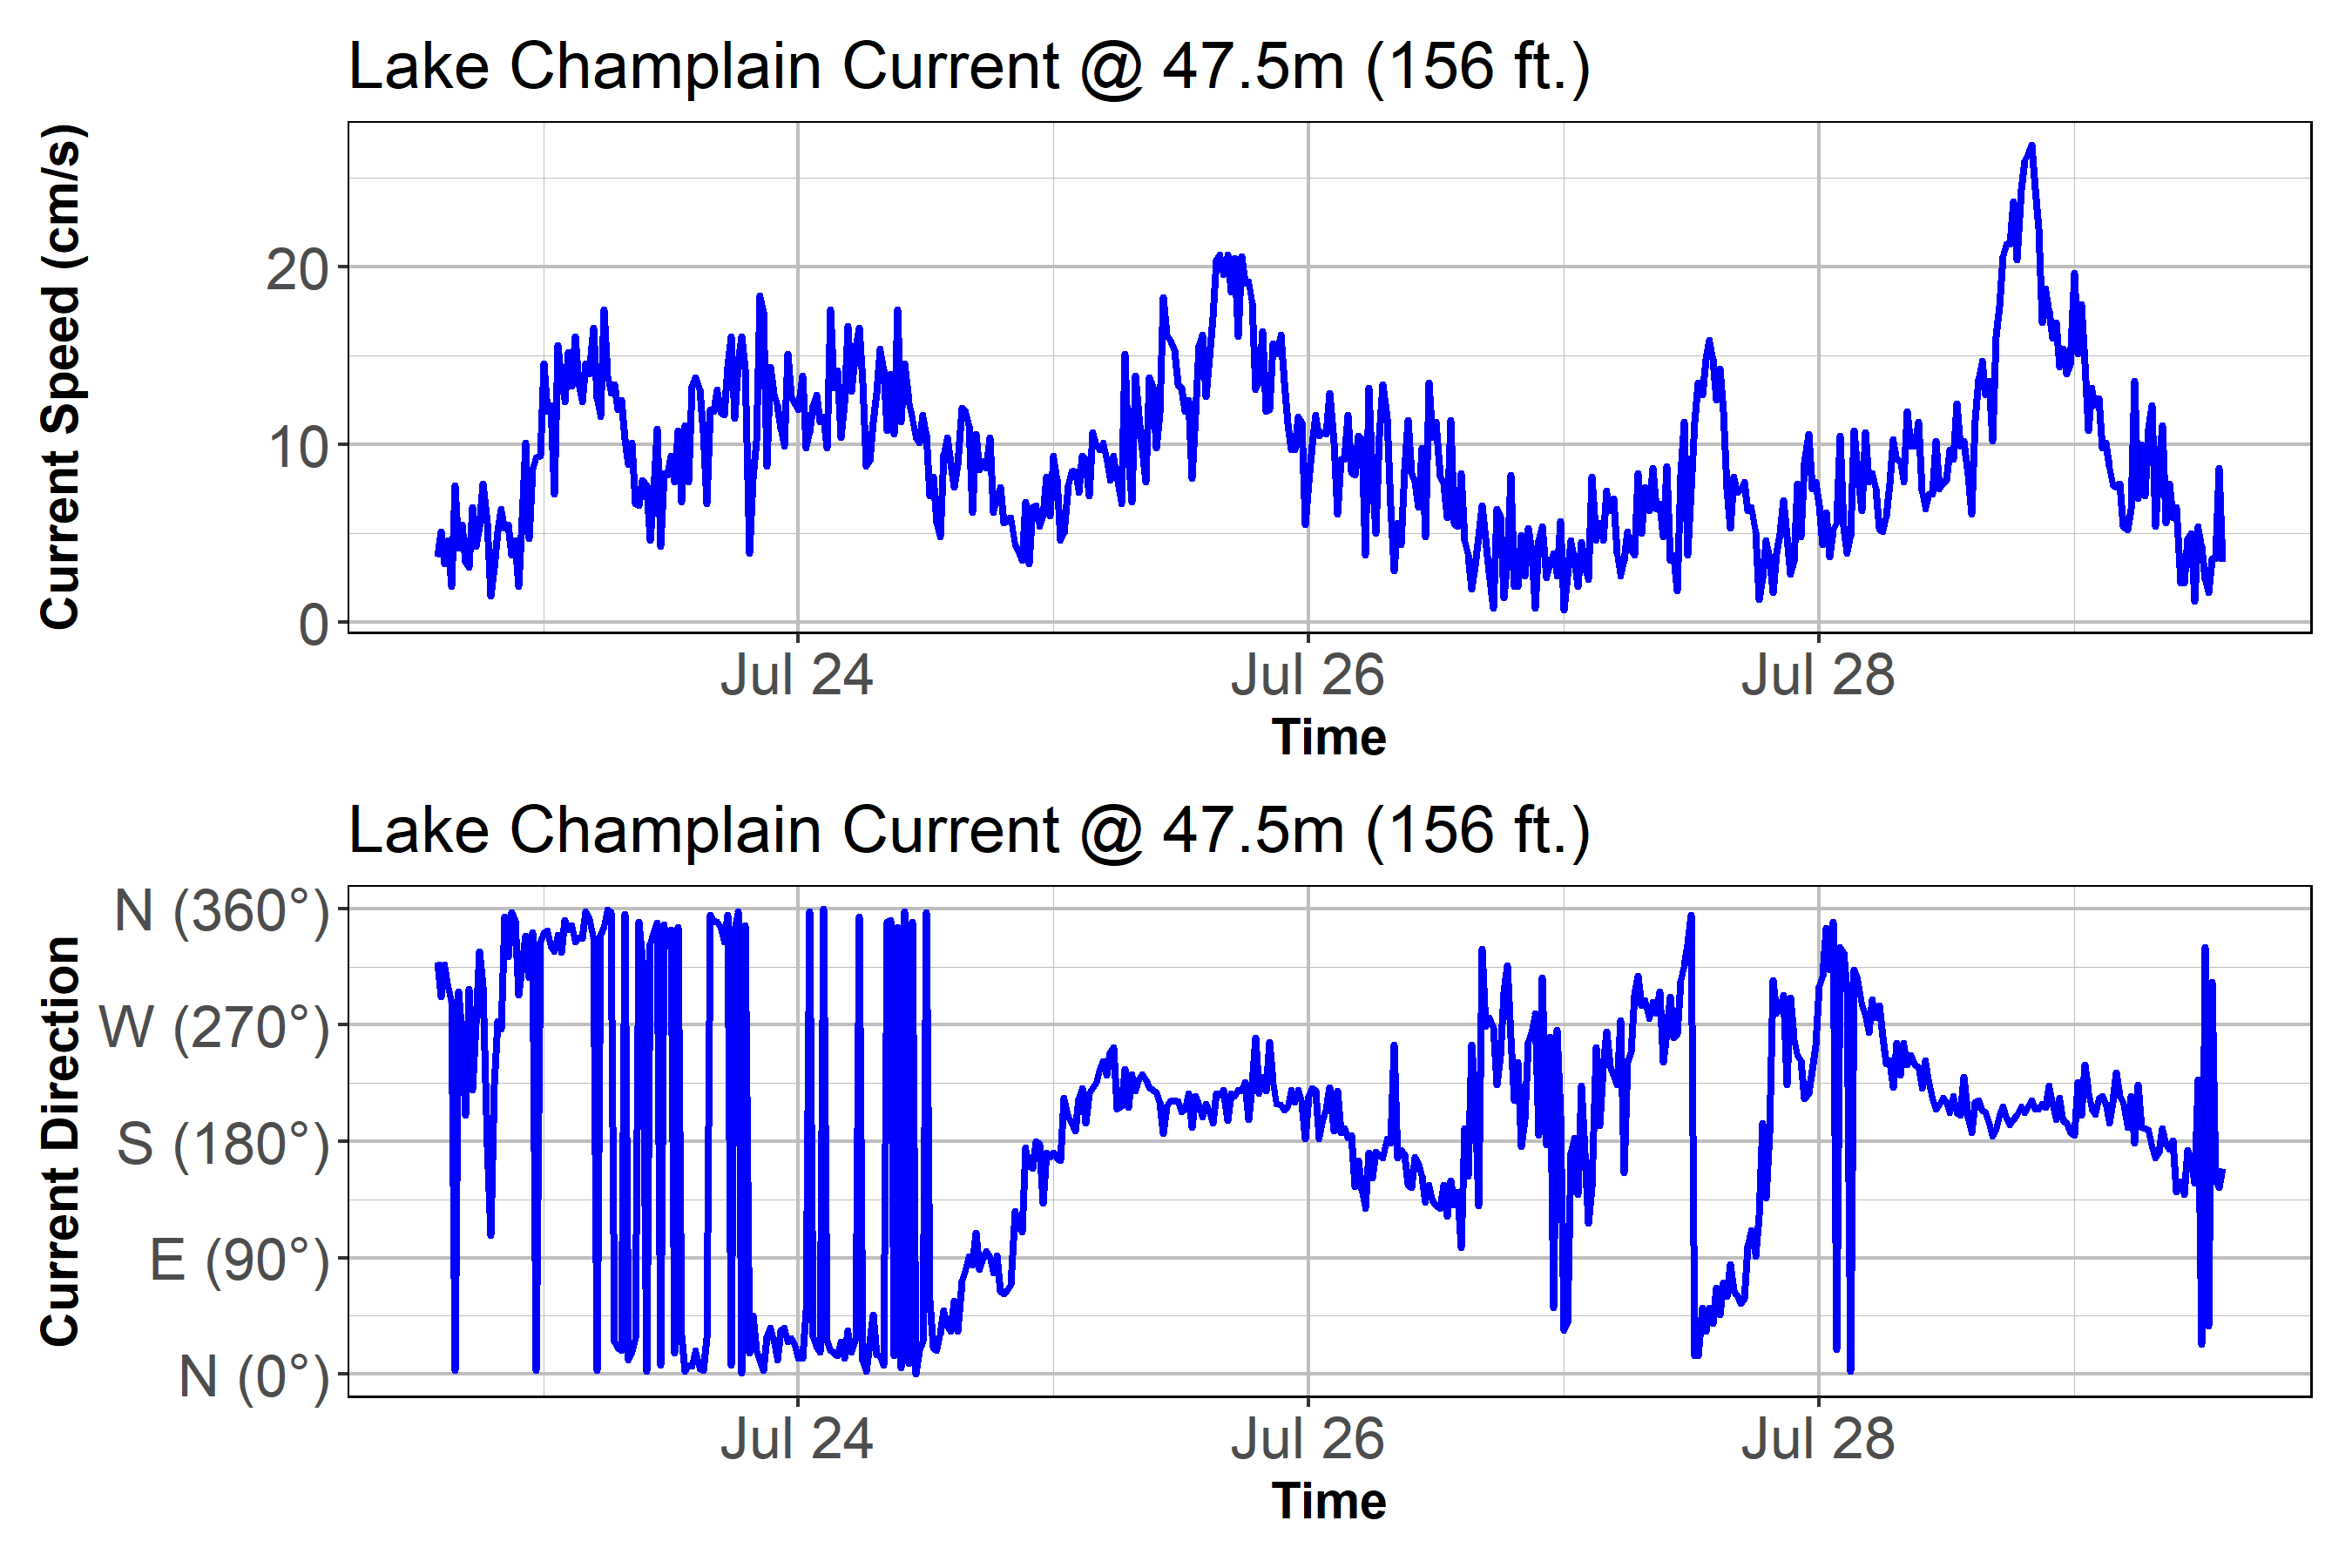 Lake Champlain Current @ 47.5m (156 ft.)
Current Speed (cm/s)
20
10
0
Jul 24 Jul 26 Jul 28
Time
Lake Champlain Current @ 47.5m (156 ft.)
Current Direction
N (360°)
W (270°)
S (180°)
E (90°)
N (0°)
Jul 24 Jul 26 Jul 28
Time